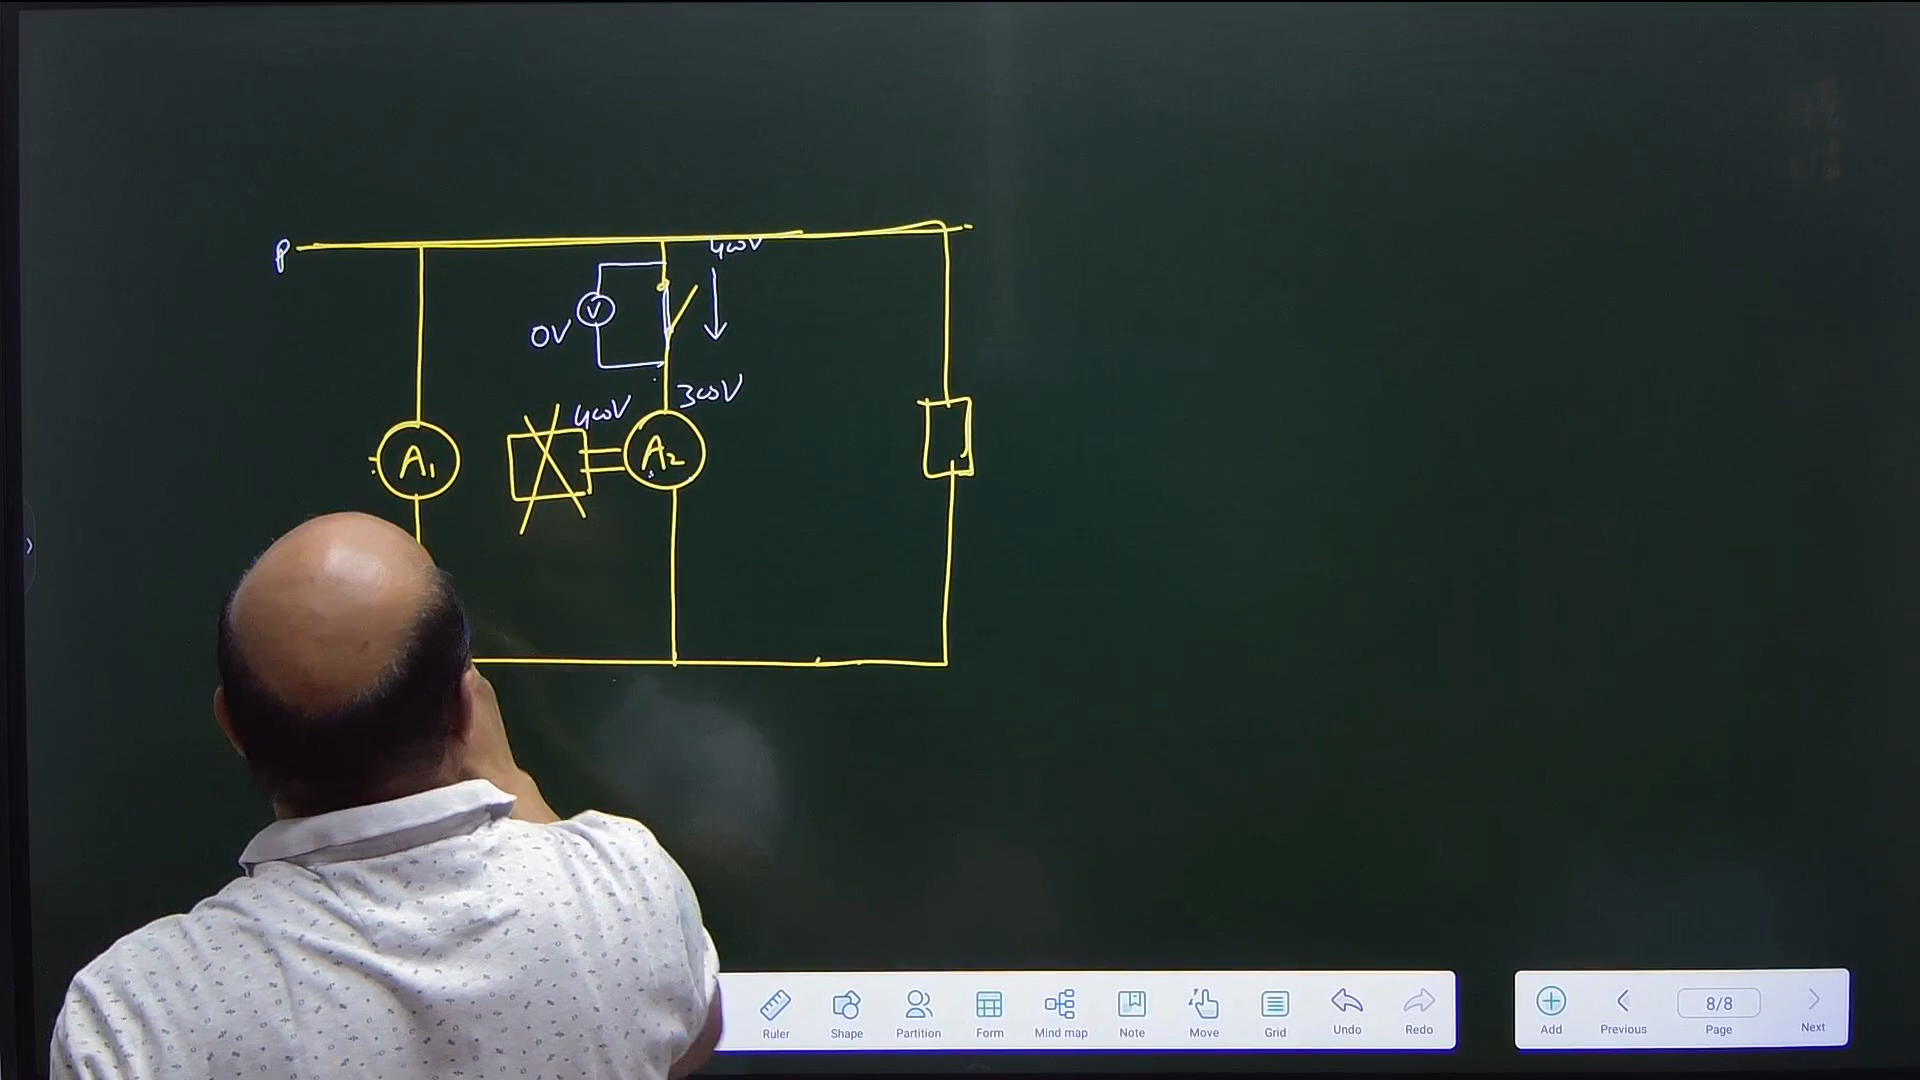 P
400V
V
0V
300V
400V
A1
A2
8/8
Ruler Shape Partition Form Mind map Note Move Grid Undo Redo
Add Previous Page Next